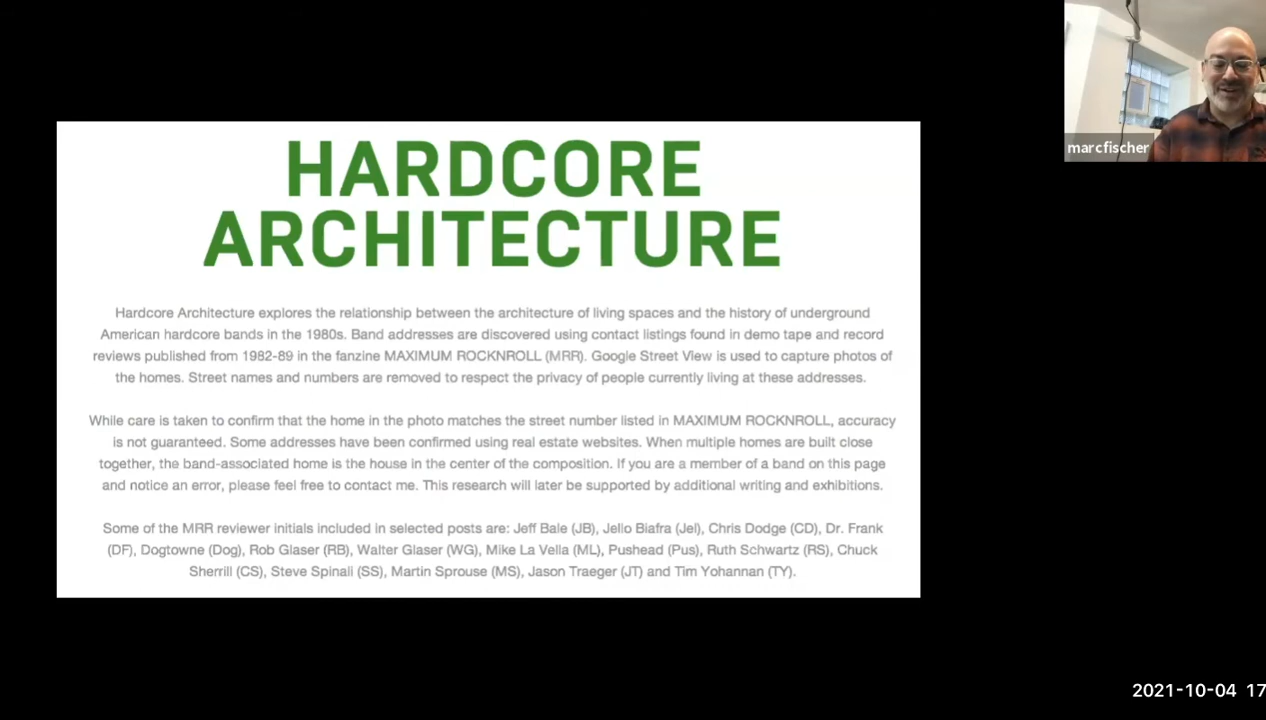 HARDCORE
ARCHITECTURE
Hardcore Architecture explores the relationship between the architecture of living spaces and the history of underground
American hardcore bands in the 1980s. Band addresses are discovered using contact listings found in demo tape and record
reviews published from 1982-89 in the fanzine MAXIMUM ROCKNROLL (MRR). Google Street View is used to capture photos of
the homes. Street names and numbers are removed to respect the privacy of people currently living at these addresses.
While care is taken to confirm that the home in the photo matches the street number listed in MAXIMUM ROCKNROLL, accuracy
is not guaranteed. Some addresses have been confirmed using real estate websites. When multiple homes are built close
together, the band-associated home is the house in the center of the composition. If you are a member of a band on this page
and notice an error, please feel free to contact me. This research will later be supported by additional writing and exhibitions.
Some of the MRR reviewer initials included in selected posts are: Jeff Bale (JB), Jello Biafra (Jel), Chris Dodge (CD), Dr. Frank
(DF), Dogtowne (Dog), Rob Glaser (RB), Walter Glaser (WG), Mike La Vella (ML), Pushead (Pus), Ruth Schwartz (RS), Chuck
Sherrill (CS), Steve Spinali (SS), Martin Sprouse (MS), Jason Traeger (JT) and Tim Yohannan (TY).
marcfischer
2021-10-04 17